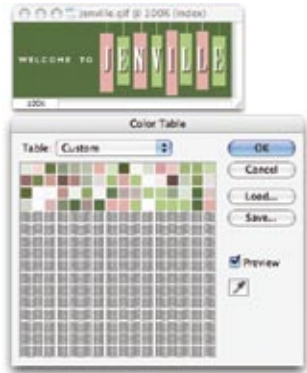 jenville.gif @ 100% (Index)
WELCOME TO JENVILLE
100%
Color Table
Table: Custom
OK
Cancel
Load...
Save...
Preview